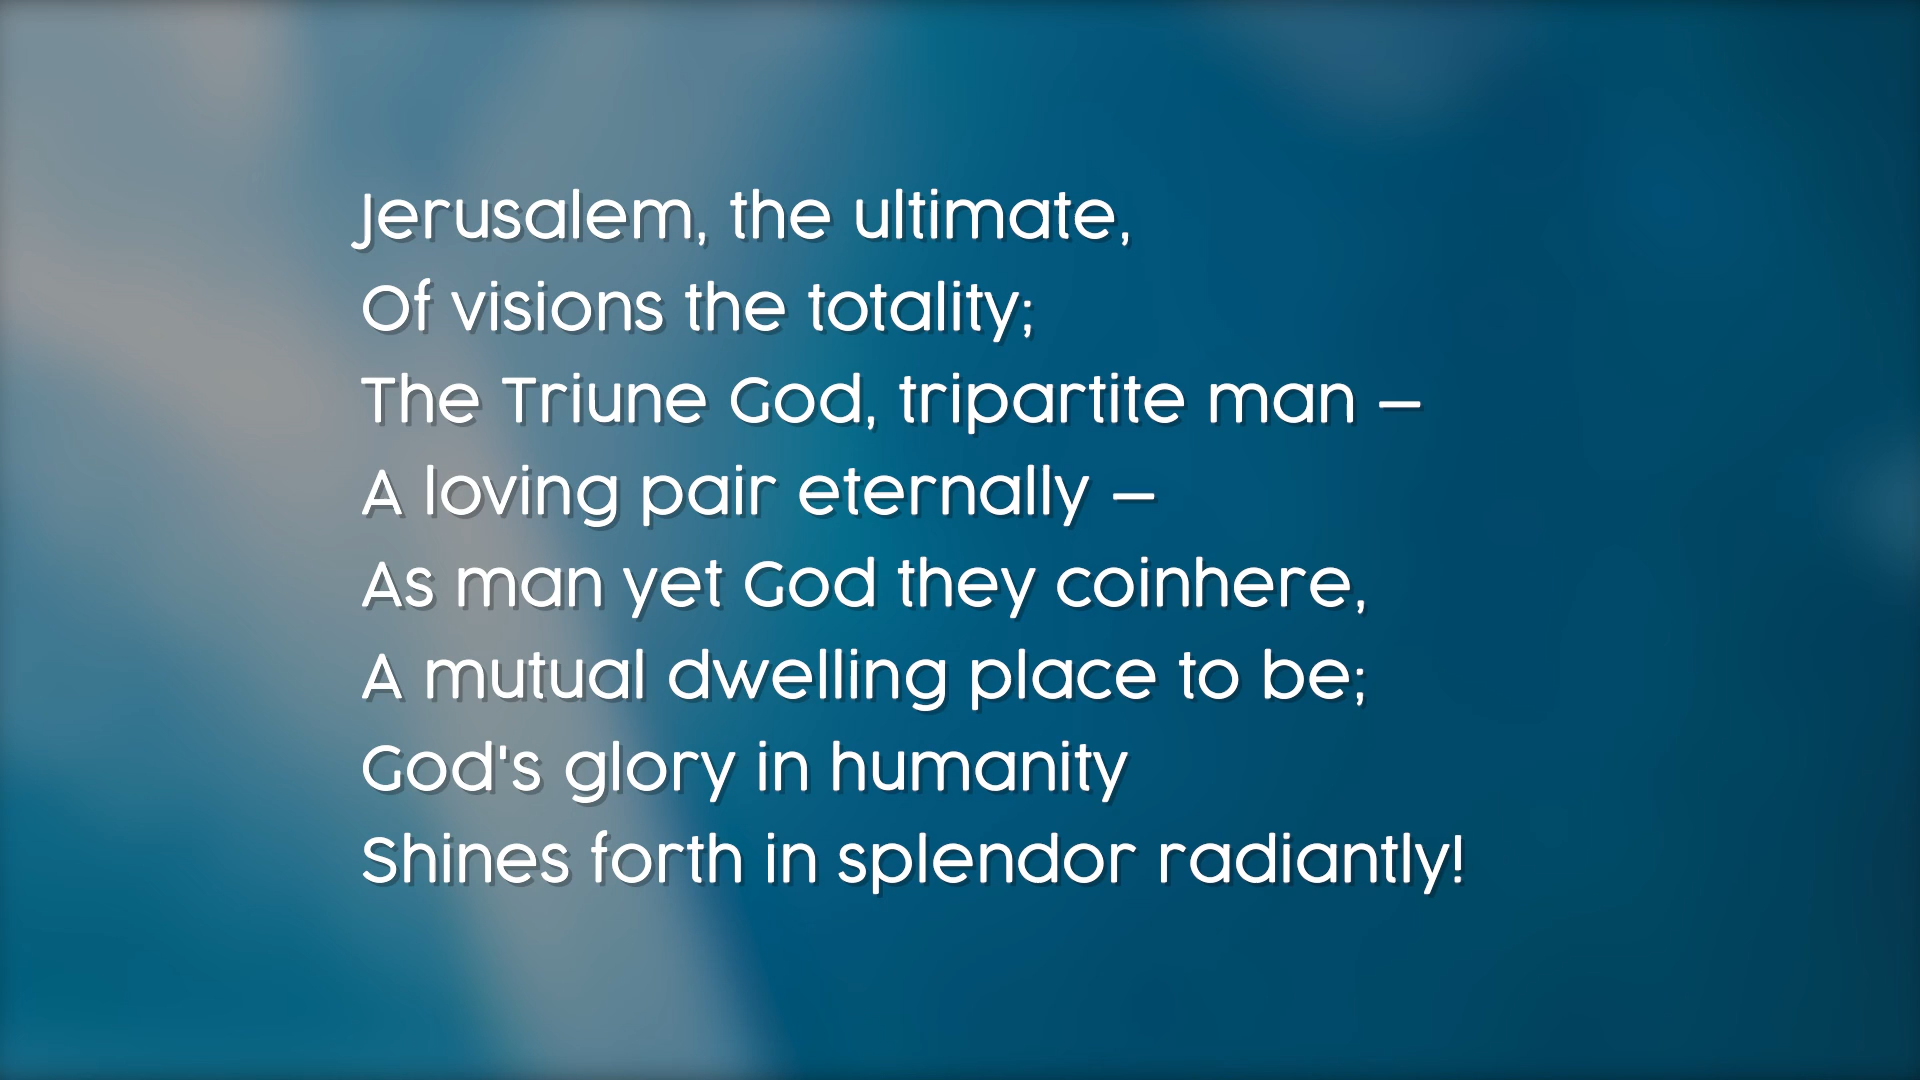 Jerusalem, the ultimate,
Of visions the totality;
The Triune God, tripartite man —
A loving pair eternally —
As man yet God they coinhere,
A mutual dwelling place to be;
God's glory in humanity
Shines forth in splendor radiantly!